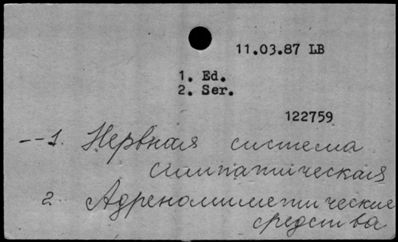 11.03.87 LB
1. Ed.
2. Ser.
122759
--1. Нервная система
симпатическая
2 Адреномиметические
средства